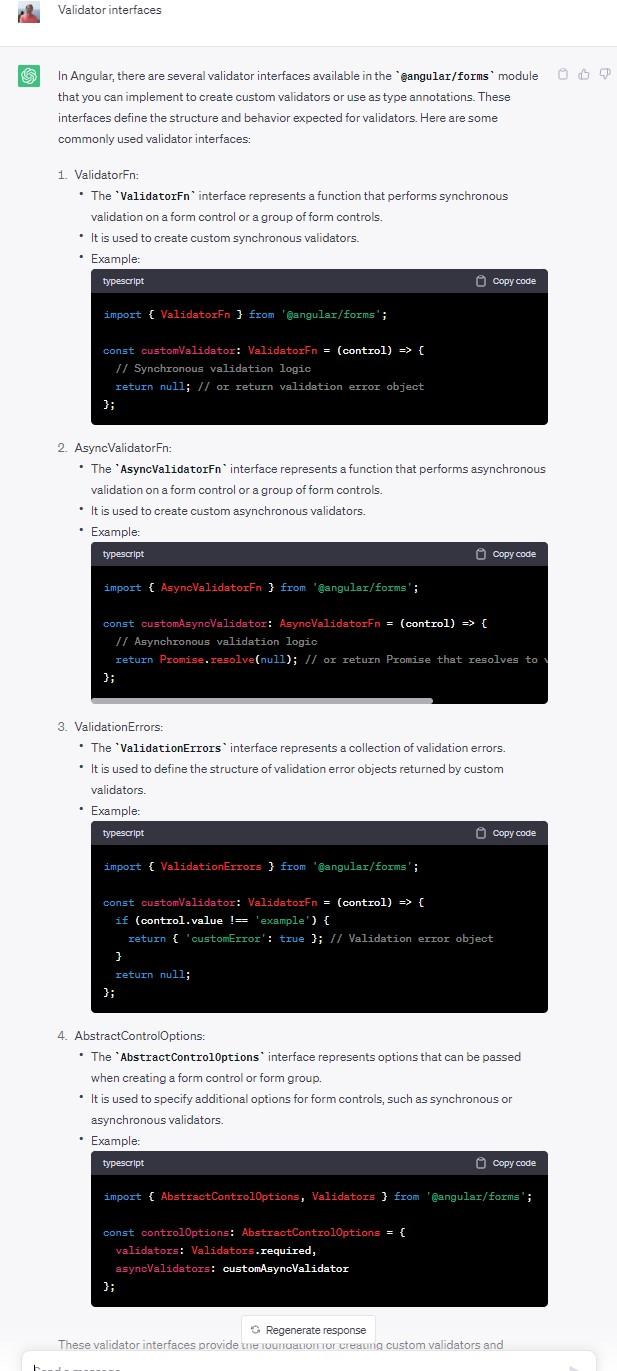 Validator interfaces
In Angular, there are several validator interfaces available in the `@angular/forms` module
that you can implement to create custom validators or use as type annotations. These
interfaces define the structure and behavior expected for validators. Here are some
commonly used validator interfaces:
1. ValidatorFn:
• The `ValidatorFn` interface represents a function that performs synchronous
validation on a form control or a group of form controls.
• It is used to create custom synchronous validators.
• Example:
typescript Copy code
import { ValidatorFn } from '@angular/forms';
const customValidator: ValidatorFn = (control) => {
// Synchronous validation logic
return null; // or return validation error object
};
2. AsyncValidatorFn:
• The `AsyncValidatorFn` interface represents a function that performs asynchronous
validation on a form control or a group of form controls.
• It is used to create custom asynchronous validators.
• Example:
typescript Copy code
import { AsyncValidatorFn } from '@angular/forms';
const customAsyncValidator: AsyncValidatorFn = (control) => {
// Asynchronous validation logic
return Promise.resolve(null); // or return Promise that resolves to
};
3. ValidationErrors:
• The `ValidationErrors` interface represents a collection of validation errors.
• It is used to define the structure of validation error objects returned by custom
validators.
• Example:
typescript Copy code
import { ValidationErrors } from '@angular/forms';
const customValidator: ValidatorFn = (control) => {
if (control.value !== 'example') {
return { 'customError': true }; // Validation error object
}
return null;
};
4. AbstractControlOptions:
• The `AbstractControlOptions` interface represents options that can be passed
when creating a form control or form group.
• It is used to specify additional options for form controls, such as synchronous or
asynchronous validators.
• Example:
typescript Copy code
import { AbstractControlOptions, Validators } from '@angular/forms';
const controlOptions: AbstractControlOptions = {
validators: Validators.required,
asyncValidators: customAsyncValidator
};
Regenerate response
These validator interfaces provide the foundation for creating custom validators and